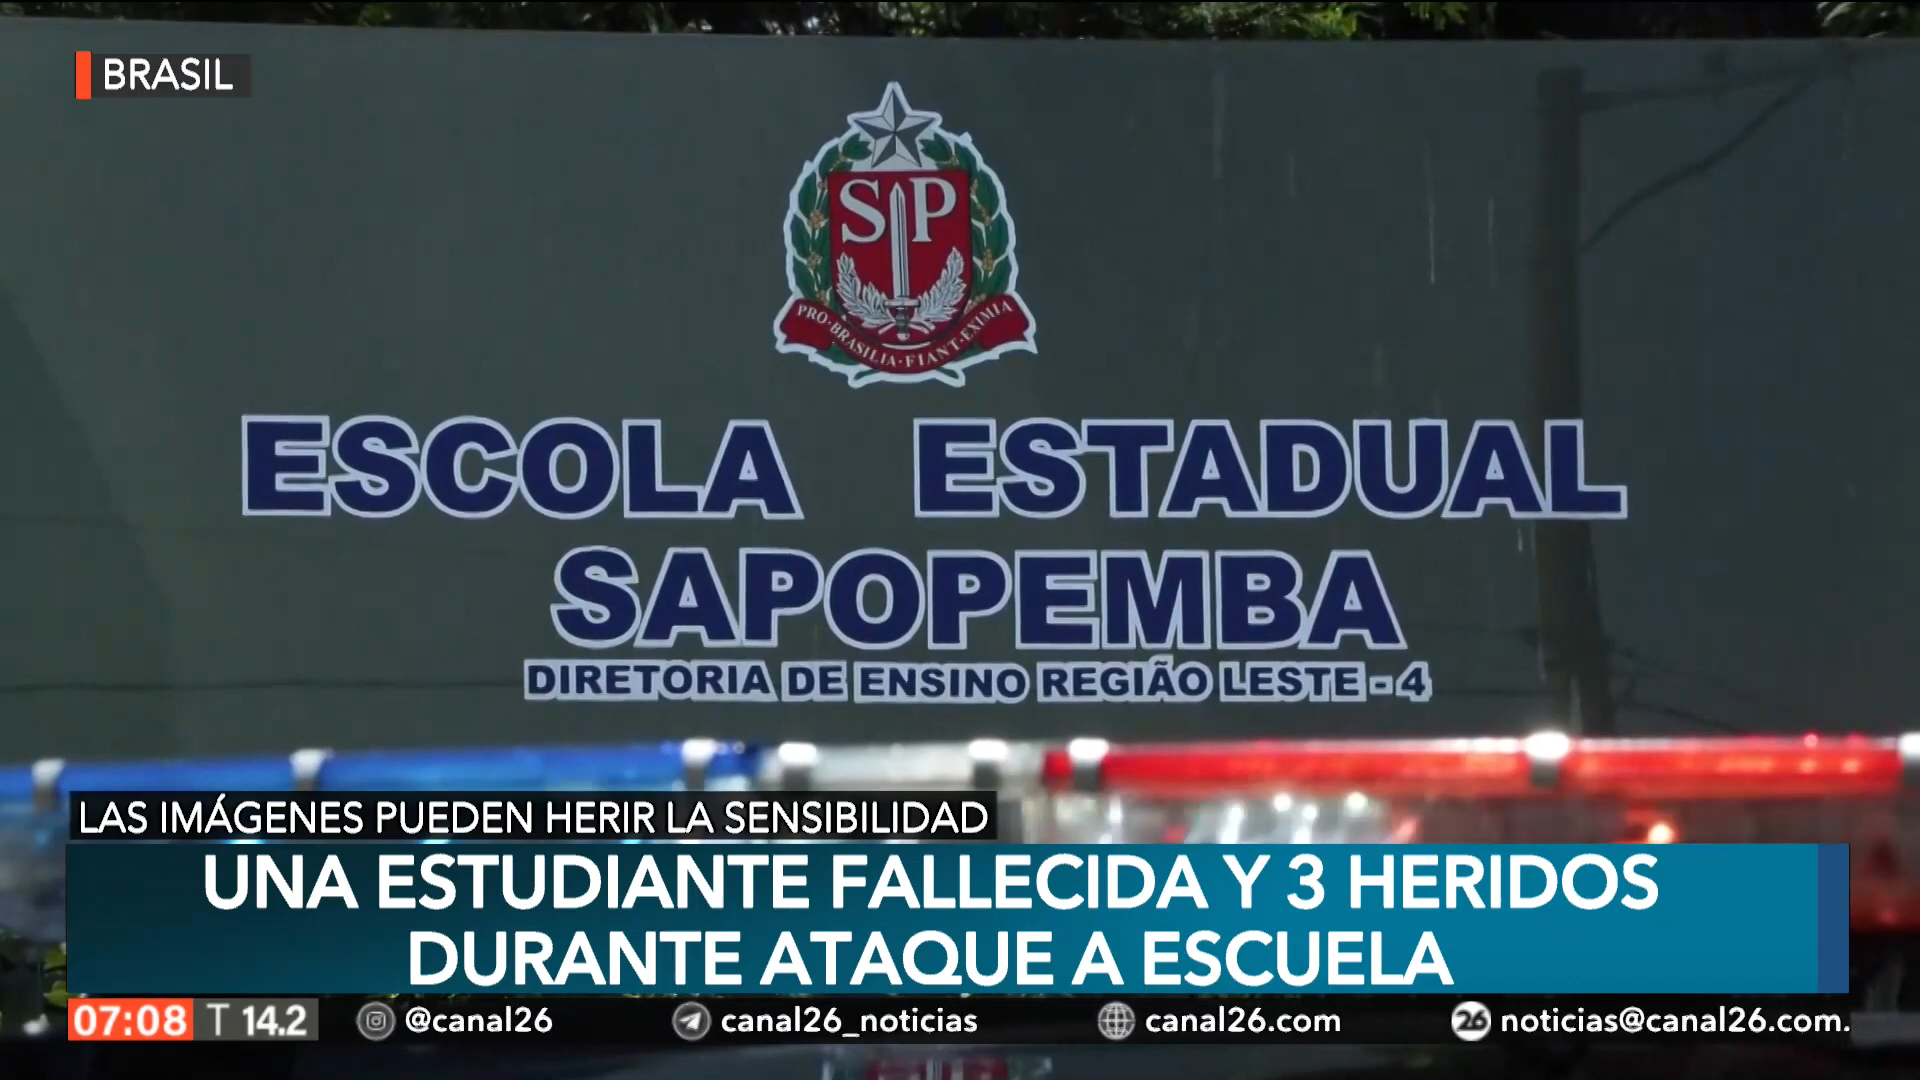 BRASIL
SP
PRO·BRASILIA·FIANT·EXIMIA
ESCOLA ESTADUAL
SAPOPEMBA
DIRETORIA DE ENSINO REGIÃO LESTE - 4
LAS IMÁGENES PUEDEN HERIR LA SENSIBILIDAD
UNA ESTUDIANTE FALLECIDA Y 3 HERIDOS
DURANTE ATAQUE A ESCUELA
07:08 T 14.2 @canal26 canal26_noticias canal26.com 26 noticias@canal26.com.